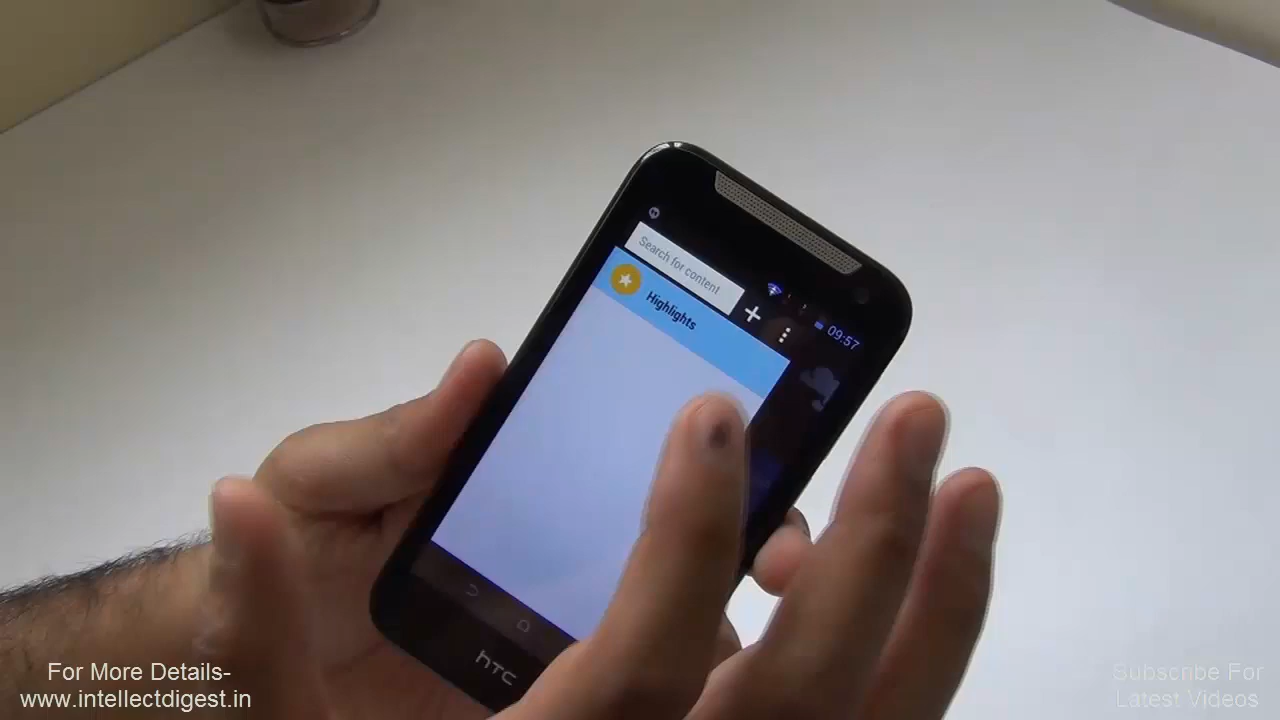 Search for content
Highlights
09:57
hTC
For More Details-
www.intellectdigest.in
Subscribe For
Latest Videos